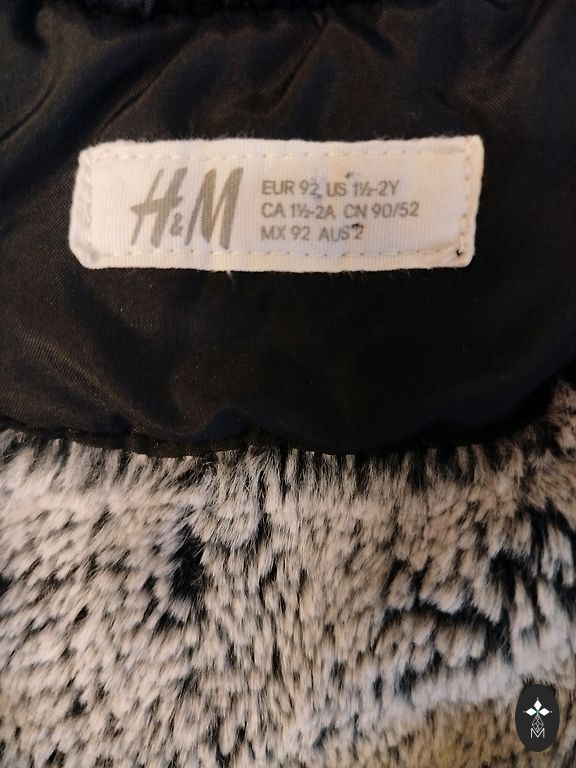 H&M
EUR 92 US 1½-2Y
CA 1½-2A CN 90/52
MX 92 AUS 2
M